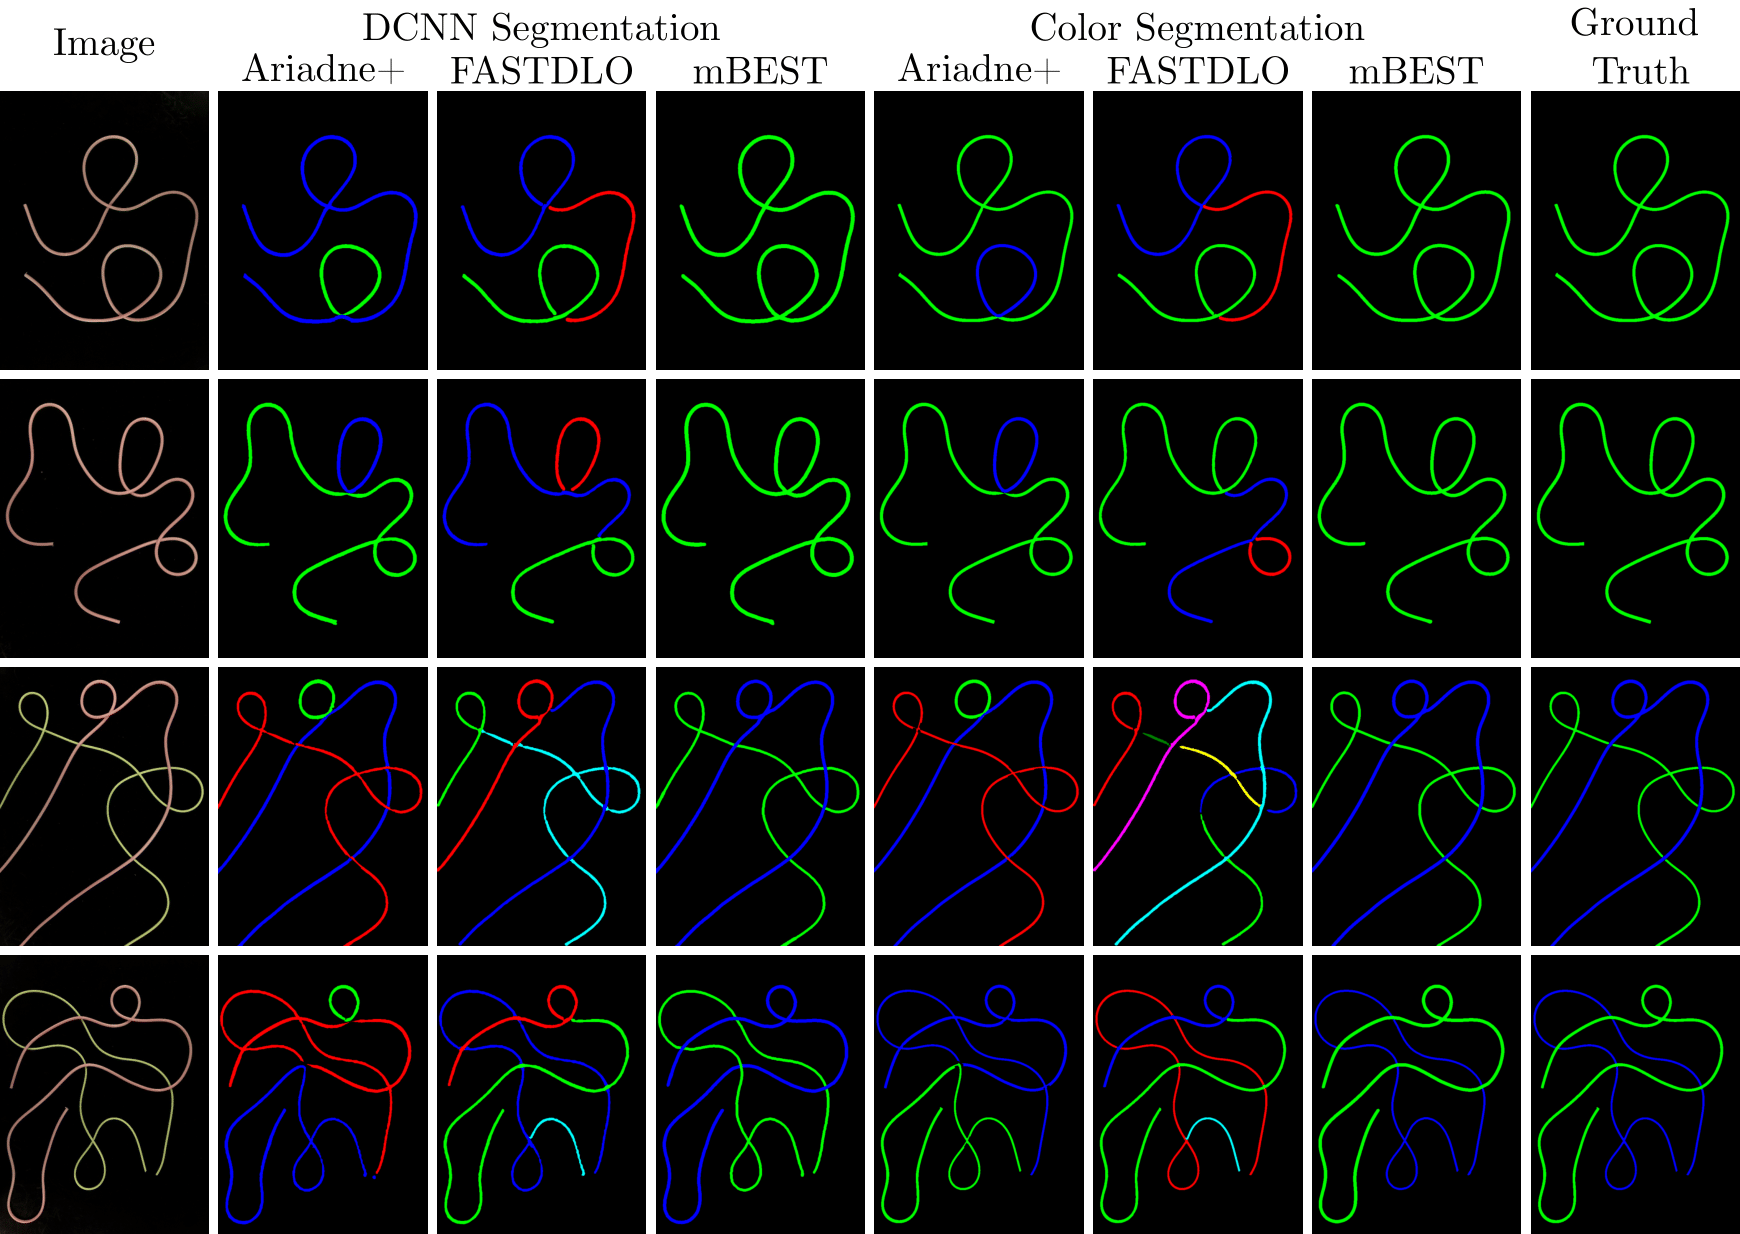 Image
DCNN Segmentation
Ariadne+ FASTDLO mBEST
Color Segmentation
Ariadne+ FASTDLO mBEST
Ground
Truth